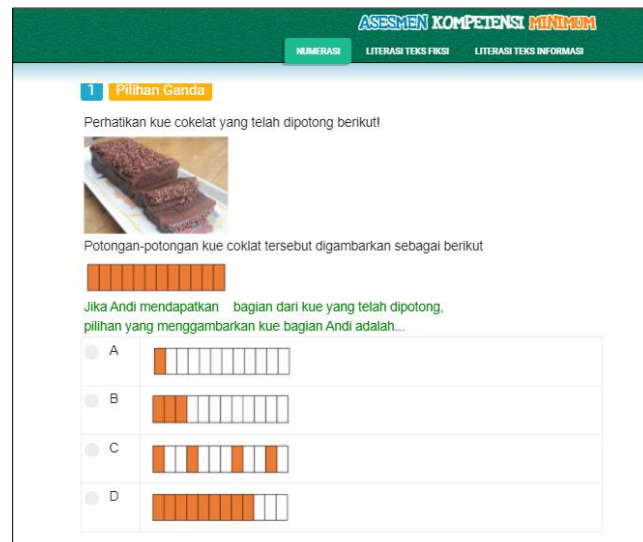 ASESMEN KOMPETENSI MINIMUM
NUMERASI LITERASI TEKS FIKSI LITERASI TEKS INFORMASI
1 Pilihan Ganda
Perhatikan kue cokelat yang telah dipotong berikut!
Potongan-potongan kue coklat tersebut digambarkan sebagai berikut
Jika Andi mendapatkan bagian dari kue yang telah dipotong,
pilihan yang menggambarkan kue bagian Andi adalah...
A
B
C
D